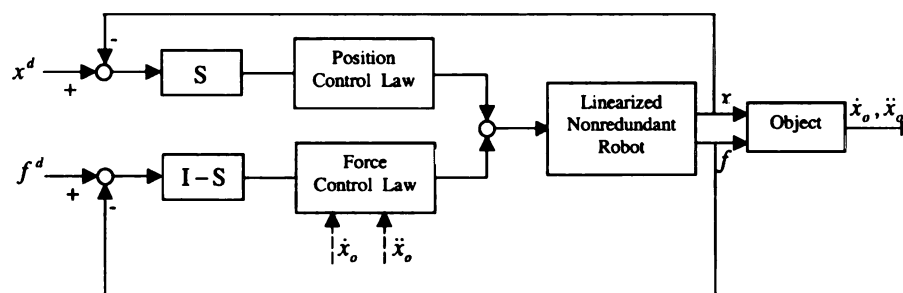 -
x^d
+
S
Position
Control Law
Linearized
Nonredundant
Robot
x
f
Object
ẋ_o , ẍ_o
f^d
+
-
I – S
Force
Control Law
ẋ_o
ẍ_o